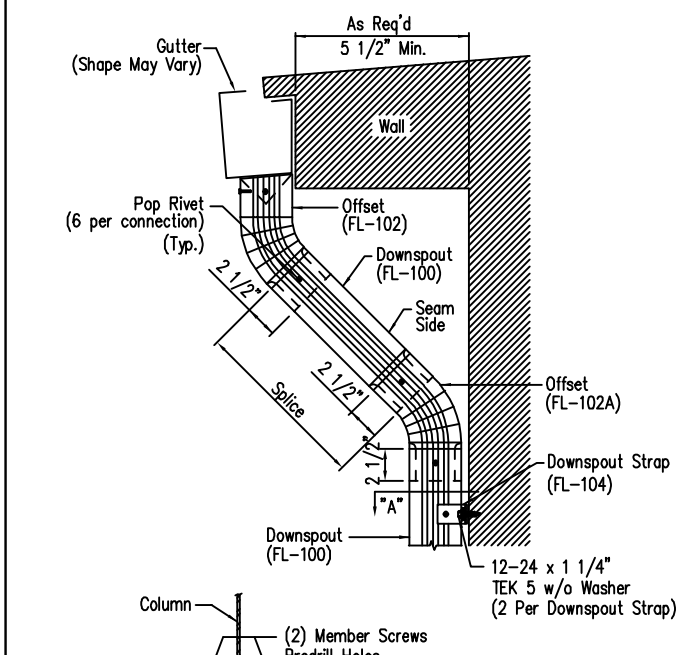 As Req'd
5 1/2" Min.
Gutter
(Shape May Vary)
Wall
Pop Rivet
(6 per connection)
(Typ.)
Offset
(FL-102)
Downspout
(FL-100)
Seam
Side
2 1/2"
Splice
2 1/2"
Offset
(FL-102A)
2 1/2"
Downspout Strap
(FL-104)
"A"
Downspout
(FL-100)
12-24 x 1 1/4"
TEK 5 w/o Washer
(2 Per Downspout Strap)
Column
(2) Member Screws
Predrill Holes